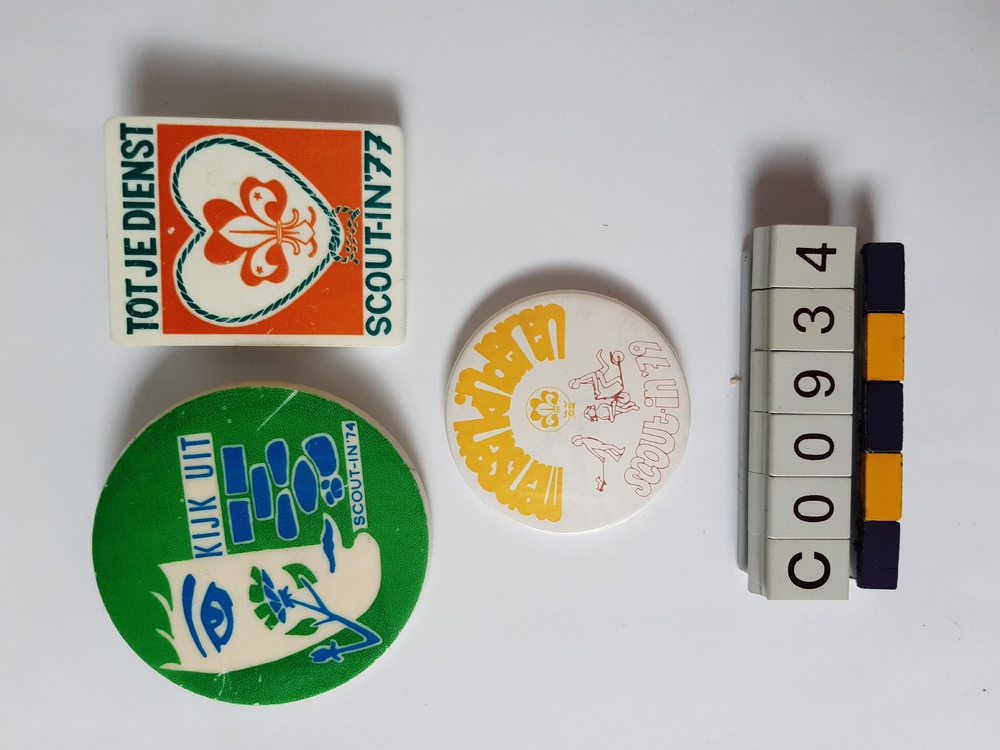 KIJK UIT
SCOUT-IN'74
TOT JE DIENST
SCOUT-IN'77
SCOUT-iN'79
C00934